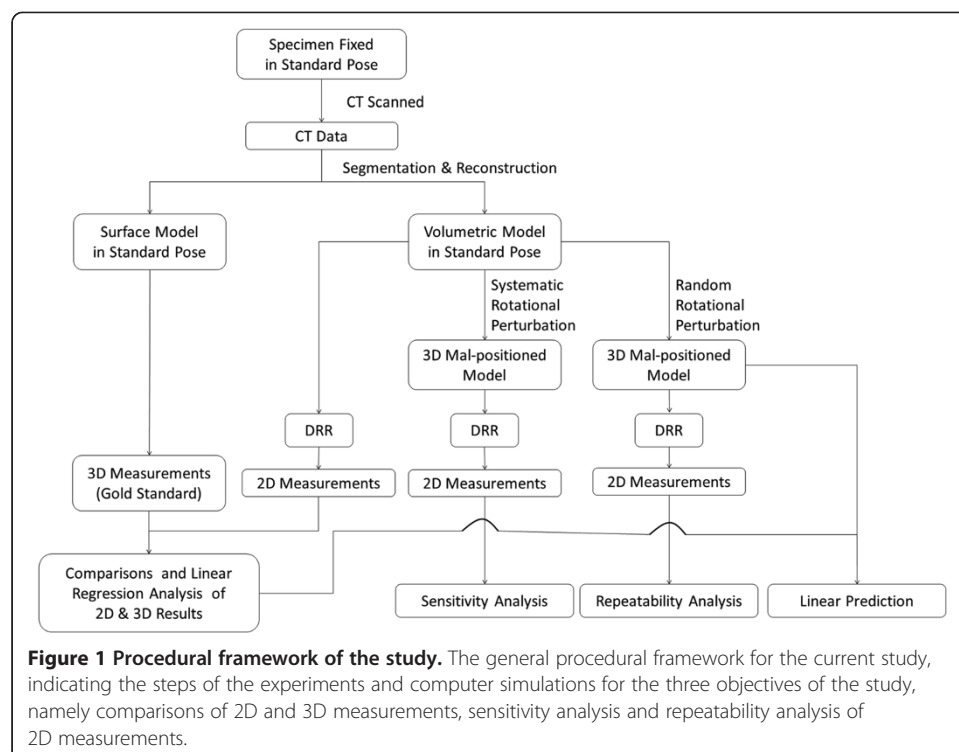 Specimen Fixed
in Standard Pose
CT Scanned
CT Data
Segmentation & Reconstruction
Surface Model
in Standard Pose
Volumetric Model
in Standard Pose
Systematic
Rotational
Perturbation
Random
Rotational
Perturbation
3D Mal-positioned
Model
3D Mal-positioned
Model
DRR
DRR
DRR
3D Measurements
(Gold Standard)
2D Measurements
2D Measurements
2D Measurements
Comparisons and Linear
Regression Analysis of
2D & 3D Results
Sensitivity Analysis
Repeatability Analysis
Linear Prediction
Figure 1 Procedural framework of the study. The general procedural framework for the current study,
indicating the steps of the experiments and computer simulations for the three objectives of the study,
namely comparisons of 2D and 3D measurements, sensitivity analysis and repeatability analysis of
2D measurements.